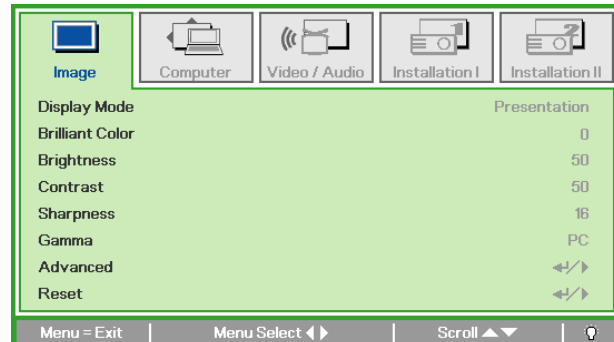 Image Computer Video / Audio Installation I Installation II
Display Mode Presentation
Brilliant Color 0
Brightness 50
Contrast 50
Sharpness 16
Gamma PC
Advanced
Reset
Menu = Exit Menu Select Scroll